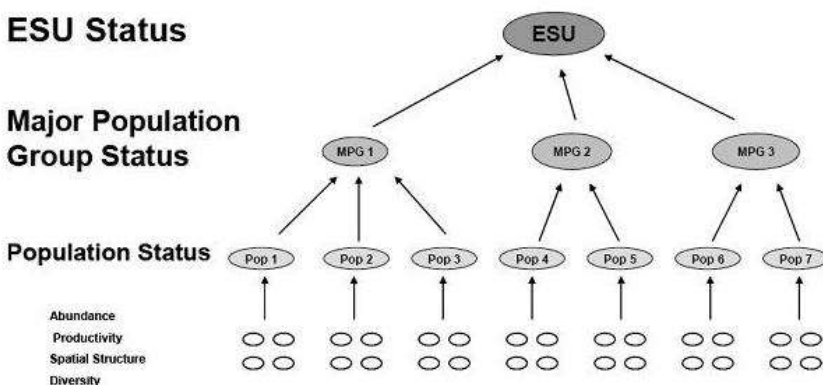 ESU Status
ESU
Major Population
Group Status
MPG 1
MPG 2
MPG 3
Population Status
Pop 1
Pop 2
Pop 3
Pop 4
Pop 5
Pop 6
Pop 7
Abundance
Productivity
Spatial Structure
Diversity